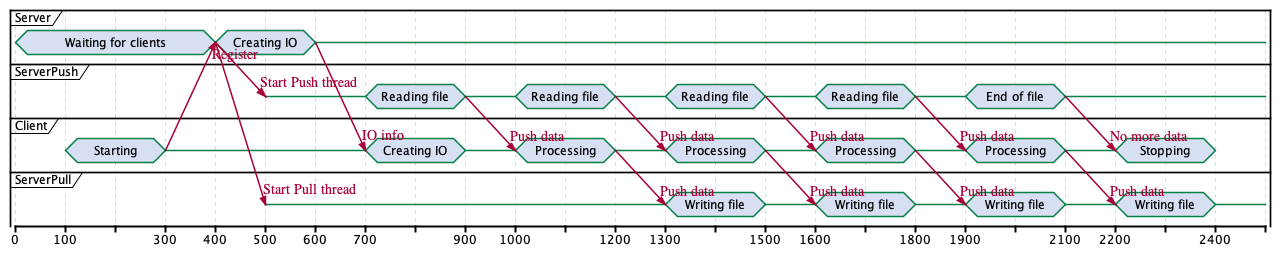 Server
Waiting for clients
Creating IO
Register
ServerPush
Start Push thread
Reading file
Reading file
Reading file
Reading file
End of file
Client
IO info
Push data
Push data
Push data
Push data
No more data
Starting
Creating IO
Processing
Processing
Processing
Processing
Stopping
ServerPull
Start Pull thread
Push data
Push data
Push data
Push data
Writing file
Writing file
Writing file
Writing file
0 100 300 400 500 600 700 900 1000 1200 1300 1500 1600 1800 1900 2100 2200 2400